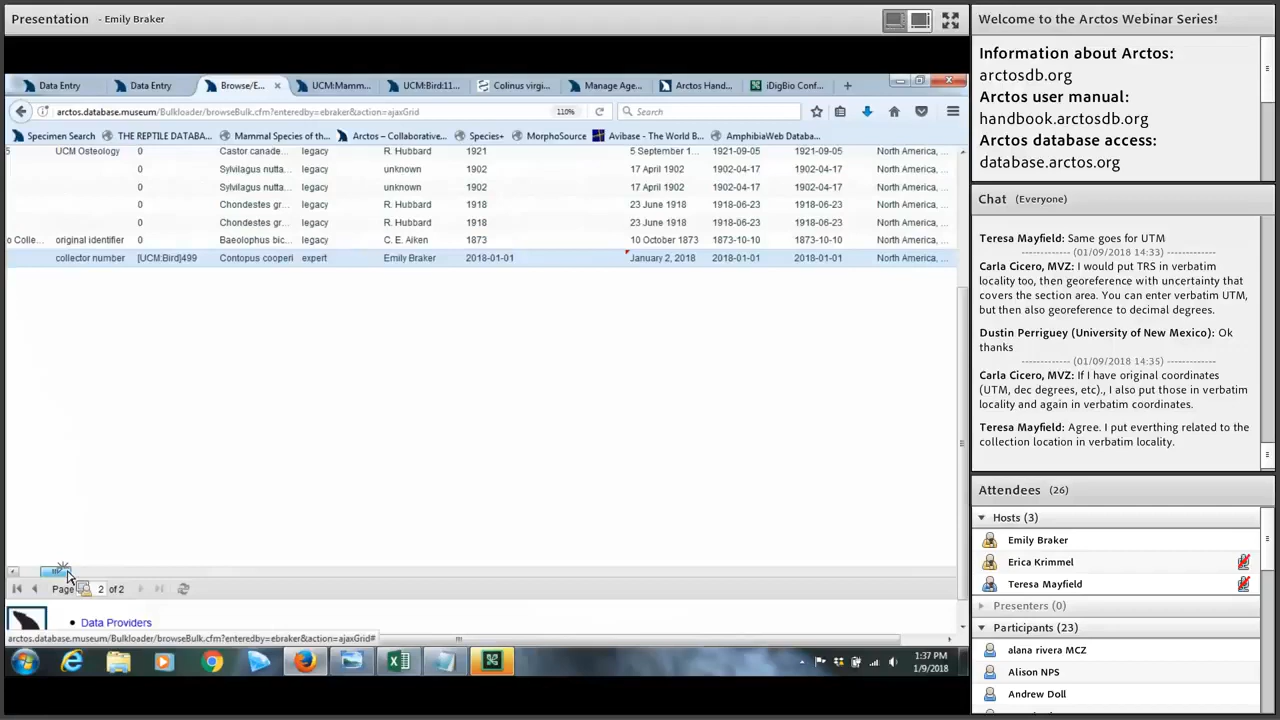 Presentation - Emily Braker
Data Entry
Data Entry
Browse/E...
UCM:Mamm...
UCM:Bird:11...
Colinus virgi...
Manage Age...
Arctos Hand...
iDigBio Conf...
arctos.database.museum/Bulkloader/browseBulk.cfm?enteredby=ebraker&action=ajaxGrid
110%
Search
Specimen Search
THE REPTILE DATABA...
Mammal Species of th...
Arctos – Collaborative...
Species+
MorphoSource
Avibase - The World B...
AmphibiaWeb Databa...
5 UCM Osteology 0 Castor canade... legacy R. Hubbard 1921 5 September 1... 1921-09-05 1921-09-05 North America, ...
0 Sylvilagus nutta... legacy unknown 1902 17 April 1902 1902-04-17 1902-04-17 North America, ...
0 Sylvilagus nutta... legacy unknown 1902 17 April 1902 1902-04-17 1902-04-17 North America, ...
0 Chondestes gr... legacy R. Hubbard 1918 23 June 1918 1918-06-23 1918-06-23 North America, ...
0 Chondestes gr... legacy R. Hubbard 1918 23 June 1918 1918-06-23 1918-06-23 North America, ...
o Colle... original identifier 0 Baeolophus bic... legacy C. E. Aiken 1873 10 October 1873 1873-10-10 1873-10-10 North America, ...
collector number [UCM:Bird]499 Contopus cooperi expert Emily Braker 2018-01-01 January 2, 2018 2018-01-01 2018-01-01 North America, ...
Page 2 of 2
Data Providers
arctos.database.museum/Bulkloader/browseBulk.cfm?enteredby=ebraker&action=ajaxGrid#
1:37 PM
1/9/2018
Welcome to the Arctos Webinar Series!
Information about Arctos:
arctosdb.org
Arctos user manual:
handbook.arctosdb.org
Arctos database access:
database.arctos.org
Chat (Everyone)
Teresa Mayfield: Same goes for UTM
------------- (01/09/2018 14:33) -------------
Carla Cicero, MVZ: I would put TRS in verbatim
locality too, then georeference with uncertainty that
covers the section area. You can enter verbatim UTM,
but then also georeference to decimal degrees.
Dustin Perriguey (University of New Mexico): Ok
thanks
------------- (01/09/2018 14:35) -------------
Carla Cicero, MVZ: If I have original coordinates
(UTM, dec degrees, etc)., I also put those in verbatim
locality and again in verbatim coordinates.
Teresa Mayfield: Agree. I put everthing related to the
collection location in verbatim locality.
Attendees (26)
Hosts (3)
Emily Braker
Erica Krimmel
Teresa Mayfield
Presenters (0)
Participants (23)
alana rivera MCZ
Alison NPS
Andrew Doll